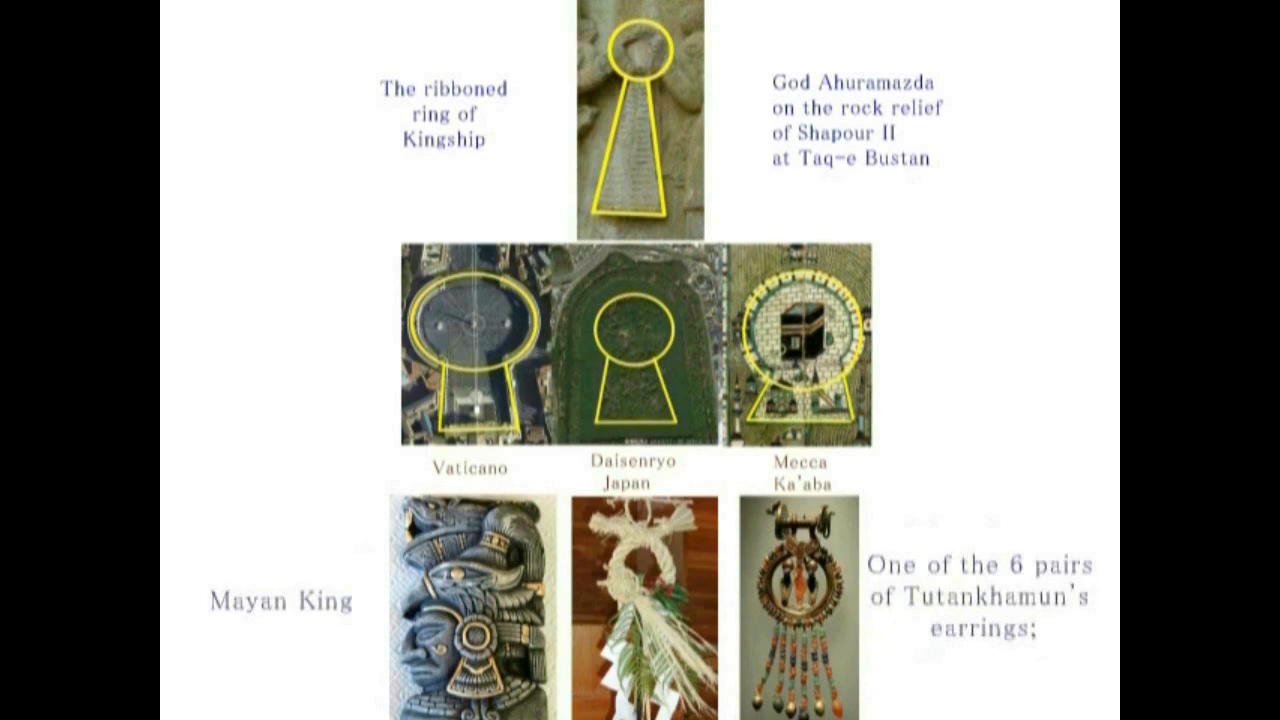 The ribboned
ring of
Kingship
God Ahuramazda
on the rock relief
of Shapour II
at Taq-e Bustan
Vaticano
Daisenryo
Japan
Mecca
Ka'aba
Mayan King
One of the 6 pairs
of Tutankhamun's
earrings;